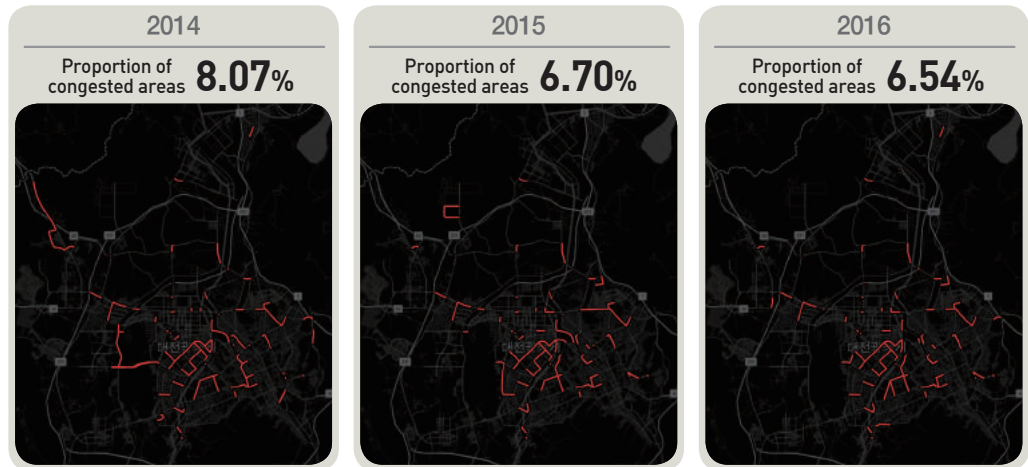 2014
Proportion of
congested areas 8.07%
2015
Proportion of
congested areas 6.70%
2016
Proportion of
congested areas 6.54%